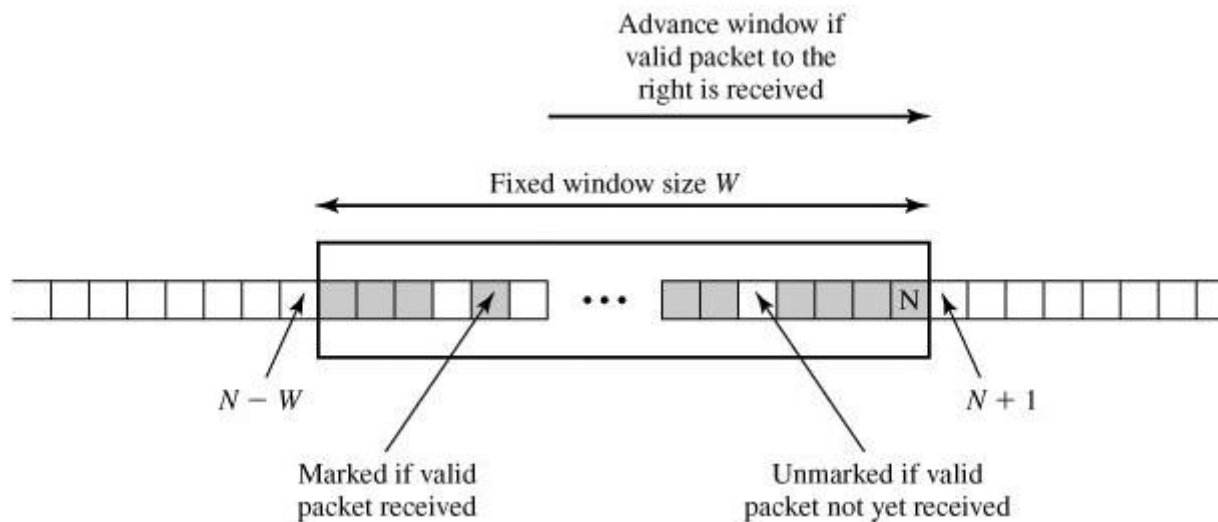 Advance window if
valid packet to the
right is received
Fixed window size W
N
N − W
N + 1
Marked if valid
packet received
Unmarked if valid
packet not yet received